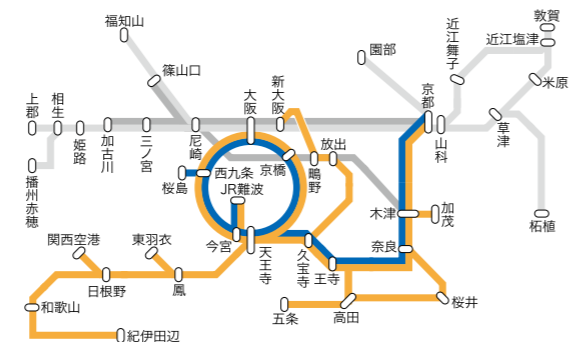 敦賀
福知山
近江塩津
近江舞子
園部
篠山口
米原
新大阪
大阪
京都
上郡
相生
姫路
加古川
三ノ宮
尼崎
山科
草津
放出
京橋
鴫野
西九条
桜島
JR難波
播州赤穂
木津
加茂
柘植
今宮
天王寺
久宝寺
王寺
奈良
関西空港
東羽衣
日根野
鳳
和歌山
五条
高田
桜井
紀伊田辺